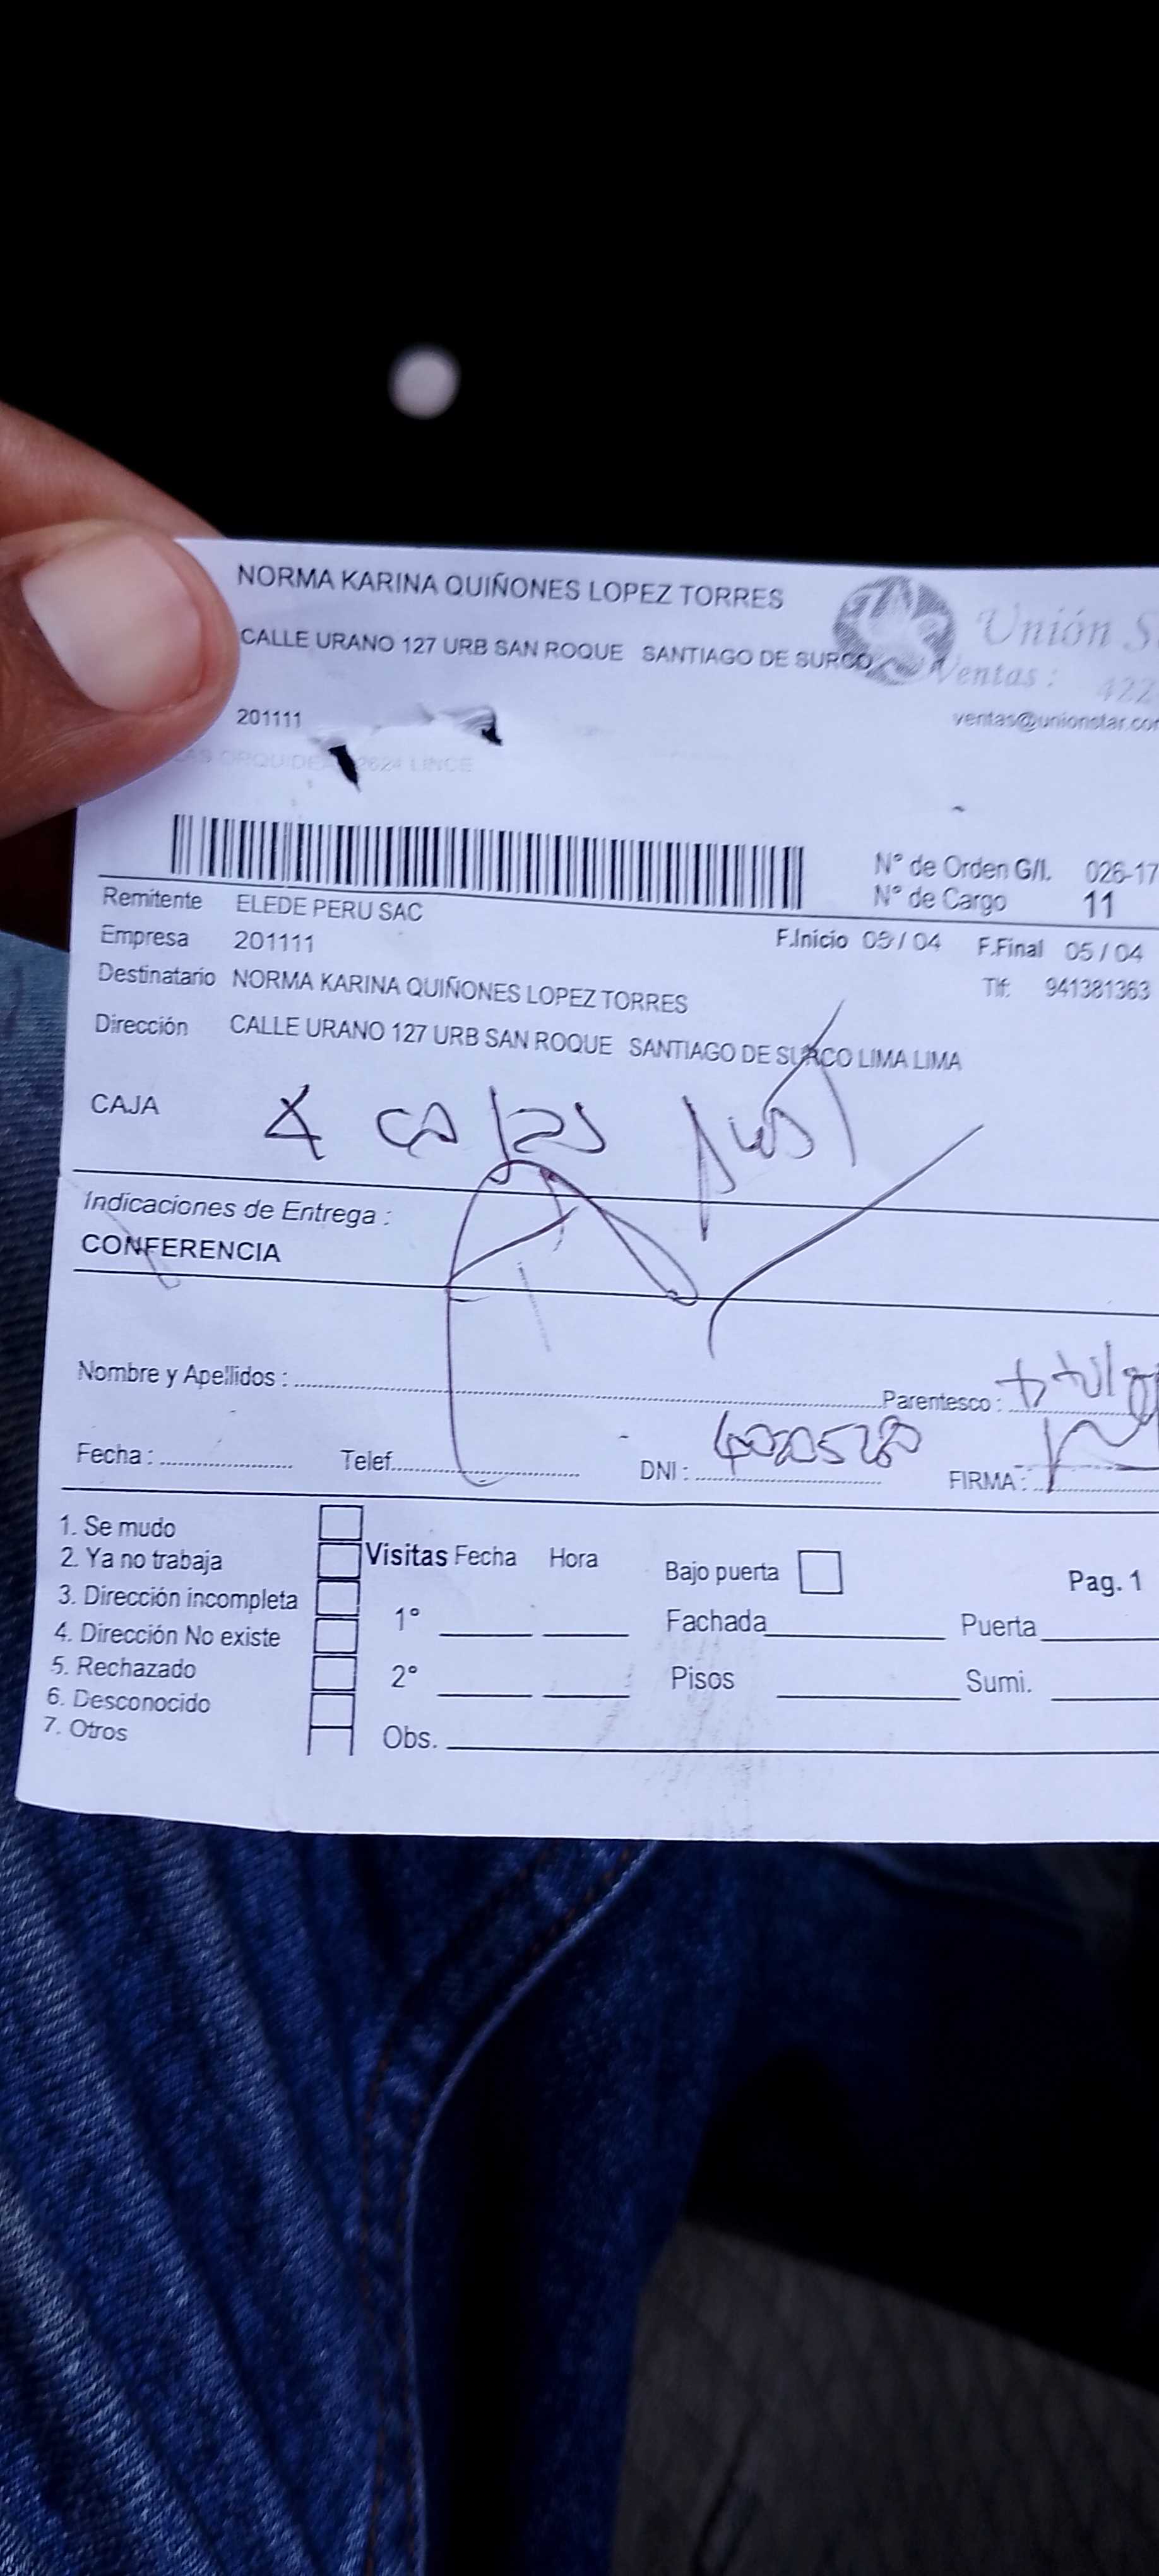 NORMA KARINA QUIÑONES LOPEZ TORRES
CALLE URANO 127 URB SAN ROQUE SANTIAGO DE SURCO
Unión S
Ventas : 422
ventas@unionstar.com
201111
2624 LINCE
N° de Orden G/I. 026-17
N° de Cargo 11
Remitente ELEDE PERU SAC
Empresa 201111
F.Inicio 03 / 04 F.Final 05 / 04
Destinatario NORMA KARINA QUIÑONES LOPEZ TORRES
Tlf: 941381363
Dirección CALLE URANO 127 URB SAN ROQUE SANTIAGO DE SURCO LIMA LIMA
CAJA 4 cajas
Indicaciones de Entrega :
CONFERENCIA
Nombre y Apellidos :
Parentesco : titular
Fecha : Telef. DNI : FIRMA :
1. Se mudo
2. Ya no trabaja
3. Dirección incompleta
4. Dirección No existe
5. Rechazado
6. Desconocido
7. Otros
Visitas Fecha Hora
1°
2°
Obs.
Bajo puerta
Pag. 1
Fachada Puerta
Pisos Sumi.